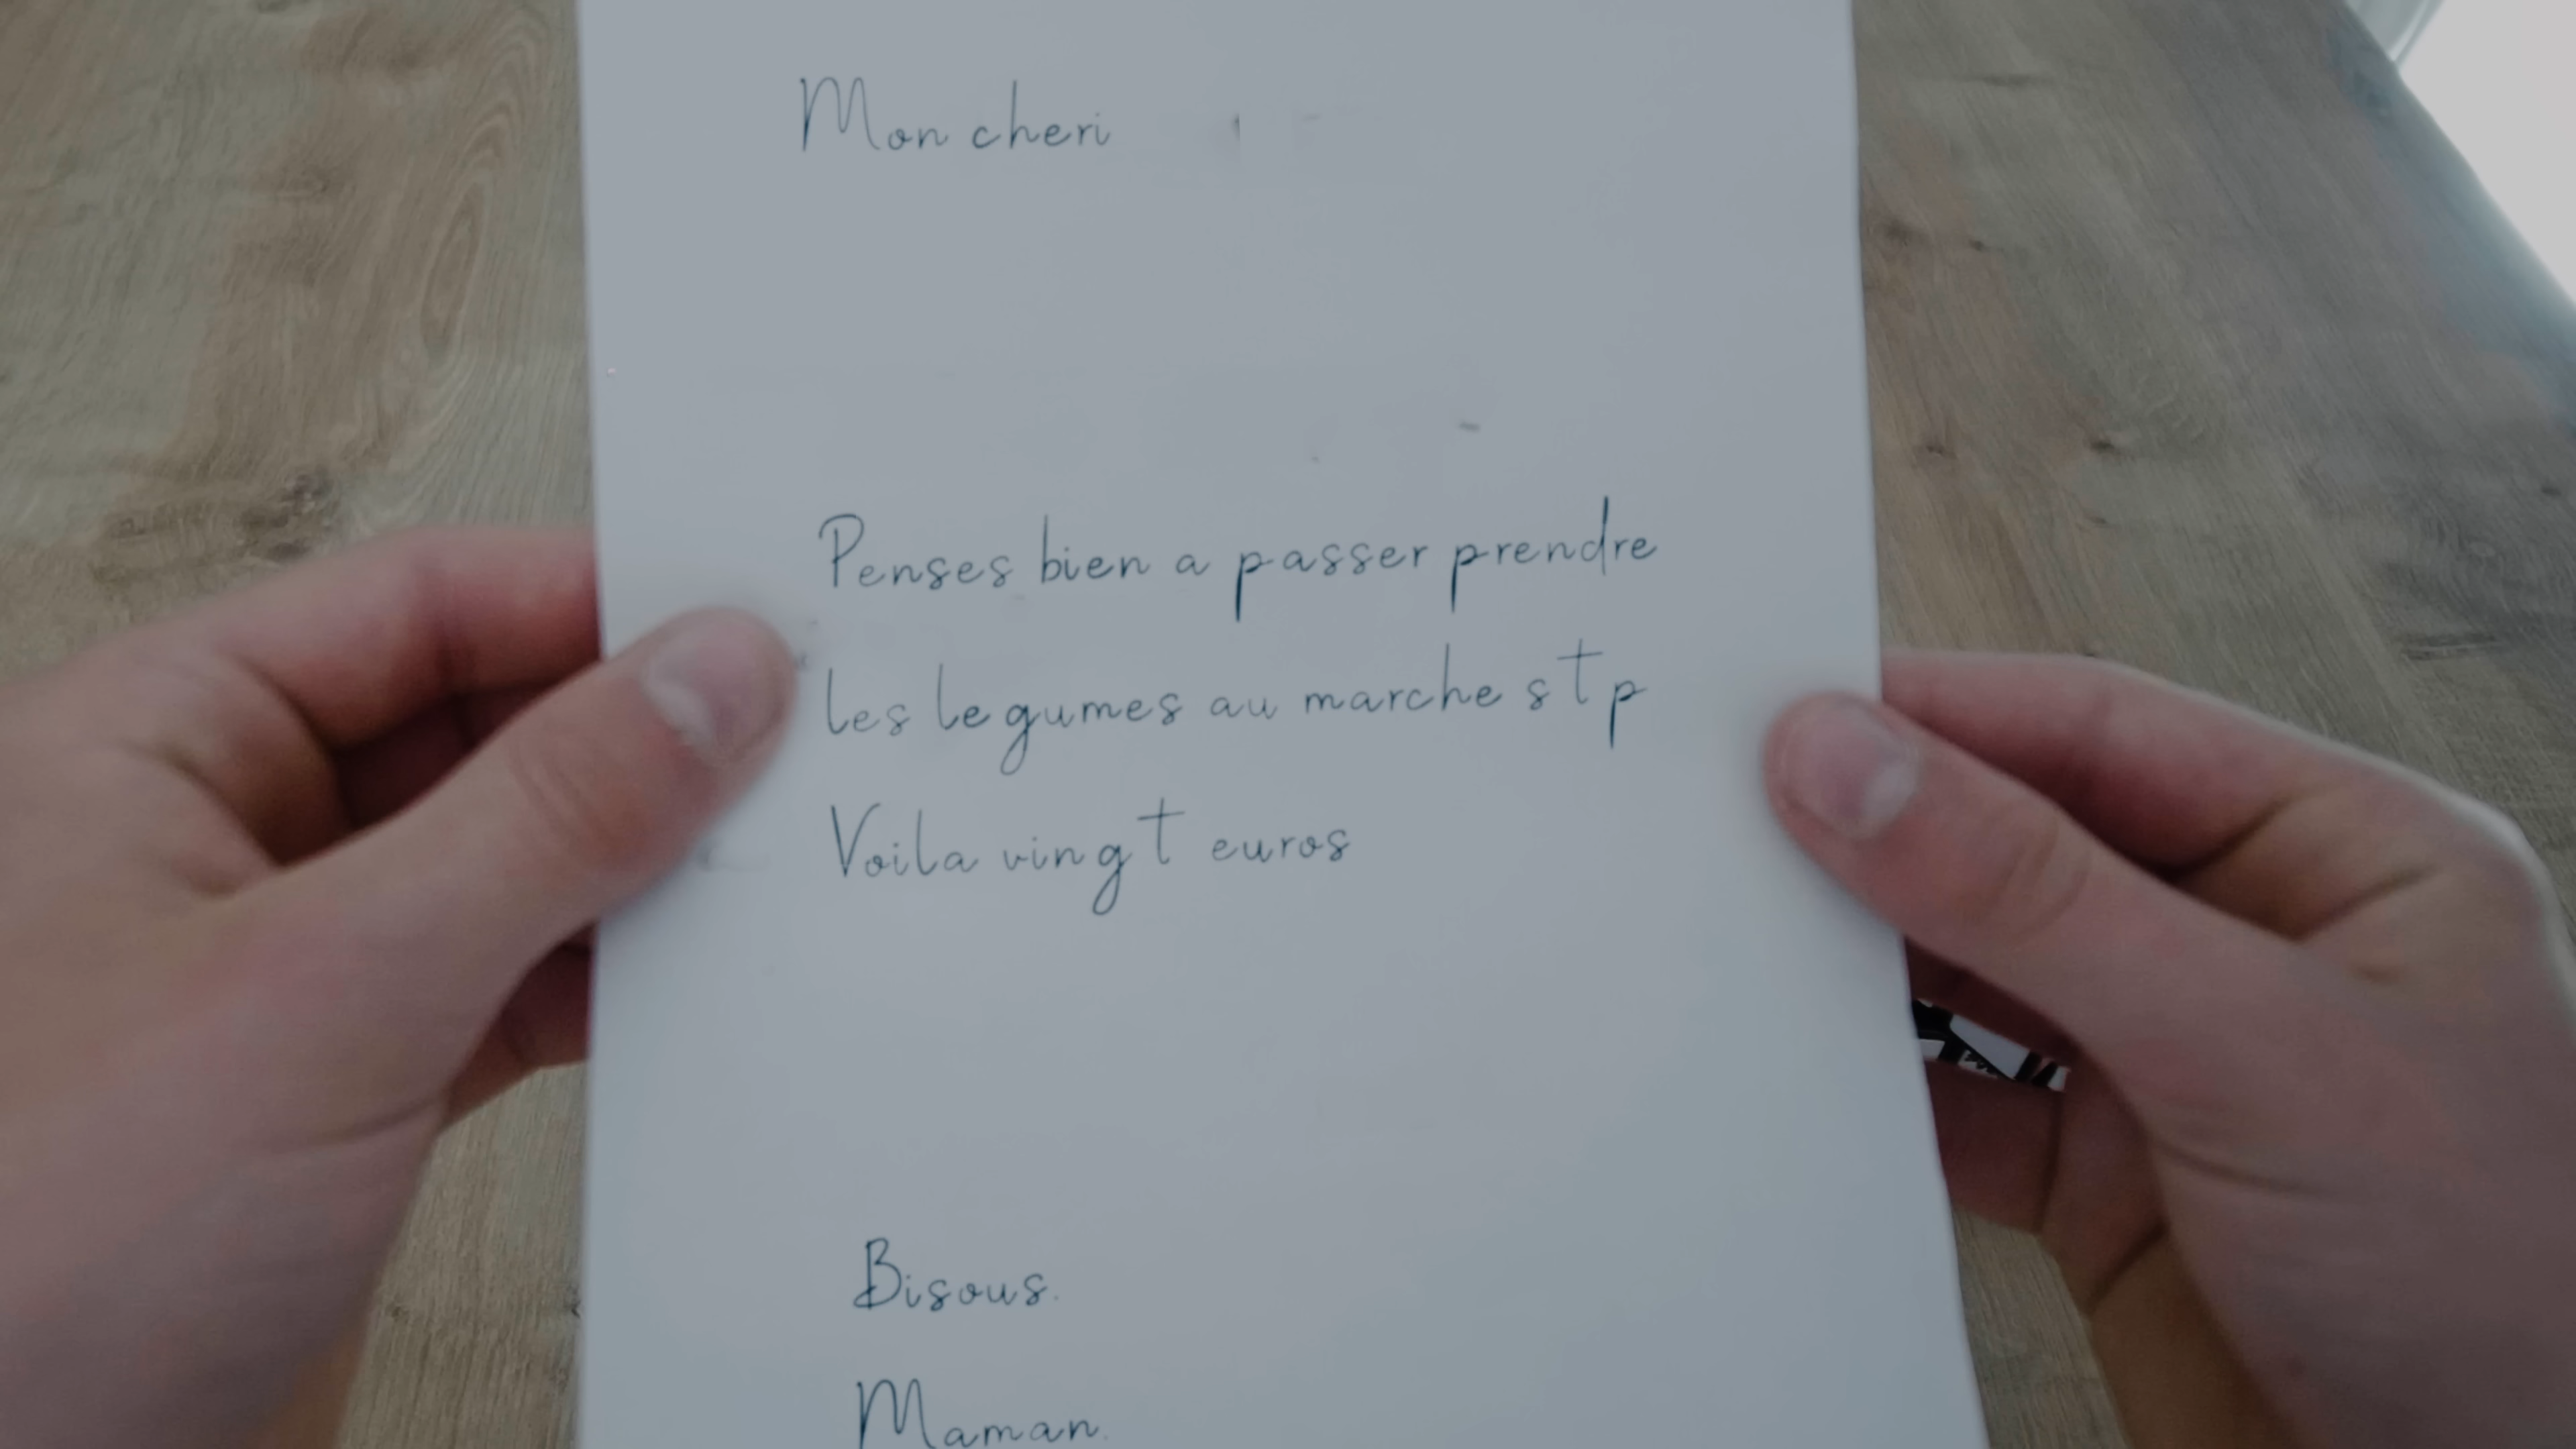 Mon cheri
Penses bien a passer prendre
les legumes au marche stp
Voila vingt euros
Bisous.
Maman.